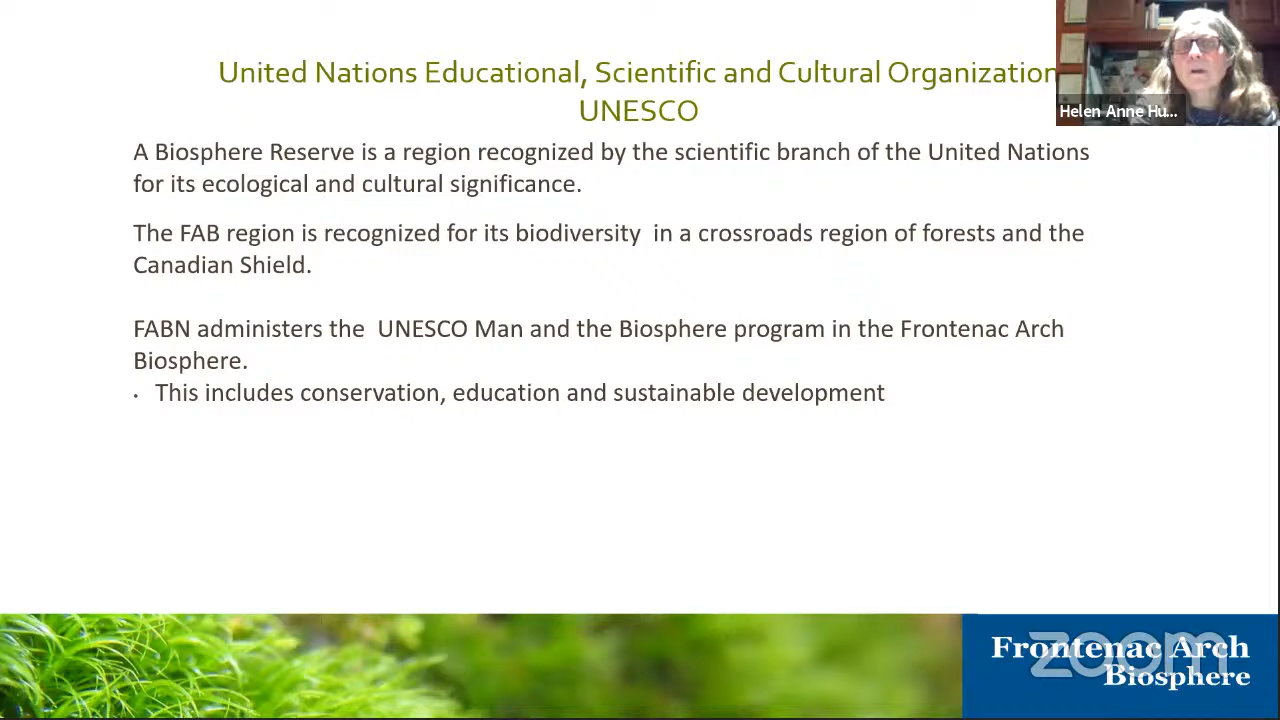 United Nations Educational, Scientific and Cultural Organization
UNESCO
Helen Anne Hu...
A Biosphere Reserve is a region recognized by the scientific branch of the United Nations
for its ecological and cultural significance.
The FAB region is recognized for its biodiversity in a crossroads region of forests and the
Canadian Shield.
FABN administers the UNESCO Man and the Biosphere program in the Frontenac Arch
Biosphere.
• This includes conservation, education and sustainable development
Frontenac Arch
Biosphere
zoom